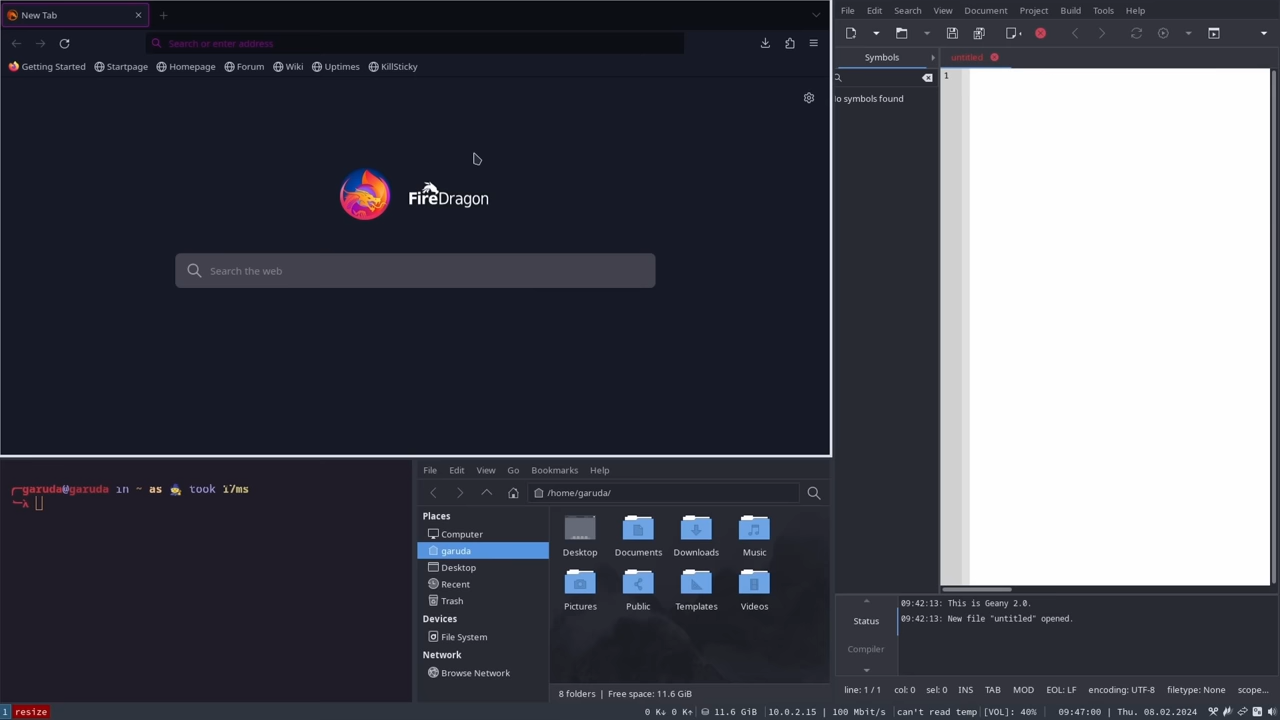 New Tab
Search or enter address
Getting Started
Startpage
Homepage
Forum
Wiki
Uptimes
KillSticky
FireDragon
Search the web
File Edit Search View Document Project Build Tools Help
Symbols
untitled
1
o symbols found
garuda@garuda in ~ as took 17ms
λ
File Edit View Go Bookmarks Help
/home/garuda/
Places
Computer
garuda
Desktop
Recent
Trash
Devices
File System
Network
Browse Network
Desktop Documents Downloads Music
Pictures Public Templates Videos
8 folders | Free space: 11.6 GiB
Status
Compiler
09:42:13: This is Geany 2.0.
09:42:13: New file "untitled" opened.
line: 1 / 1 col: 0 sel: 0 INS TAB MOD EOL: LF encoding: UTF-8 filetype: None scope...
1 resize
0 K↓ 0 K↑ 11.6 GiB 10.0.2.15 | 100 Mbit/s can't read temp [VOL]: 40% 09:47:00 | Thu. 08.02.2024